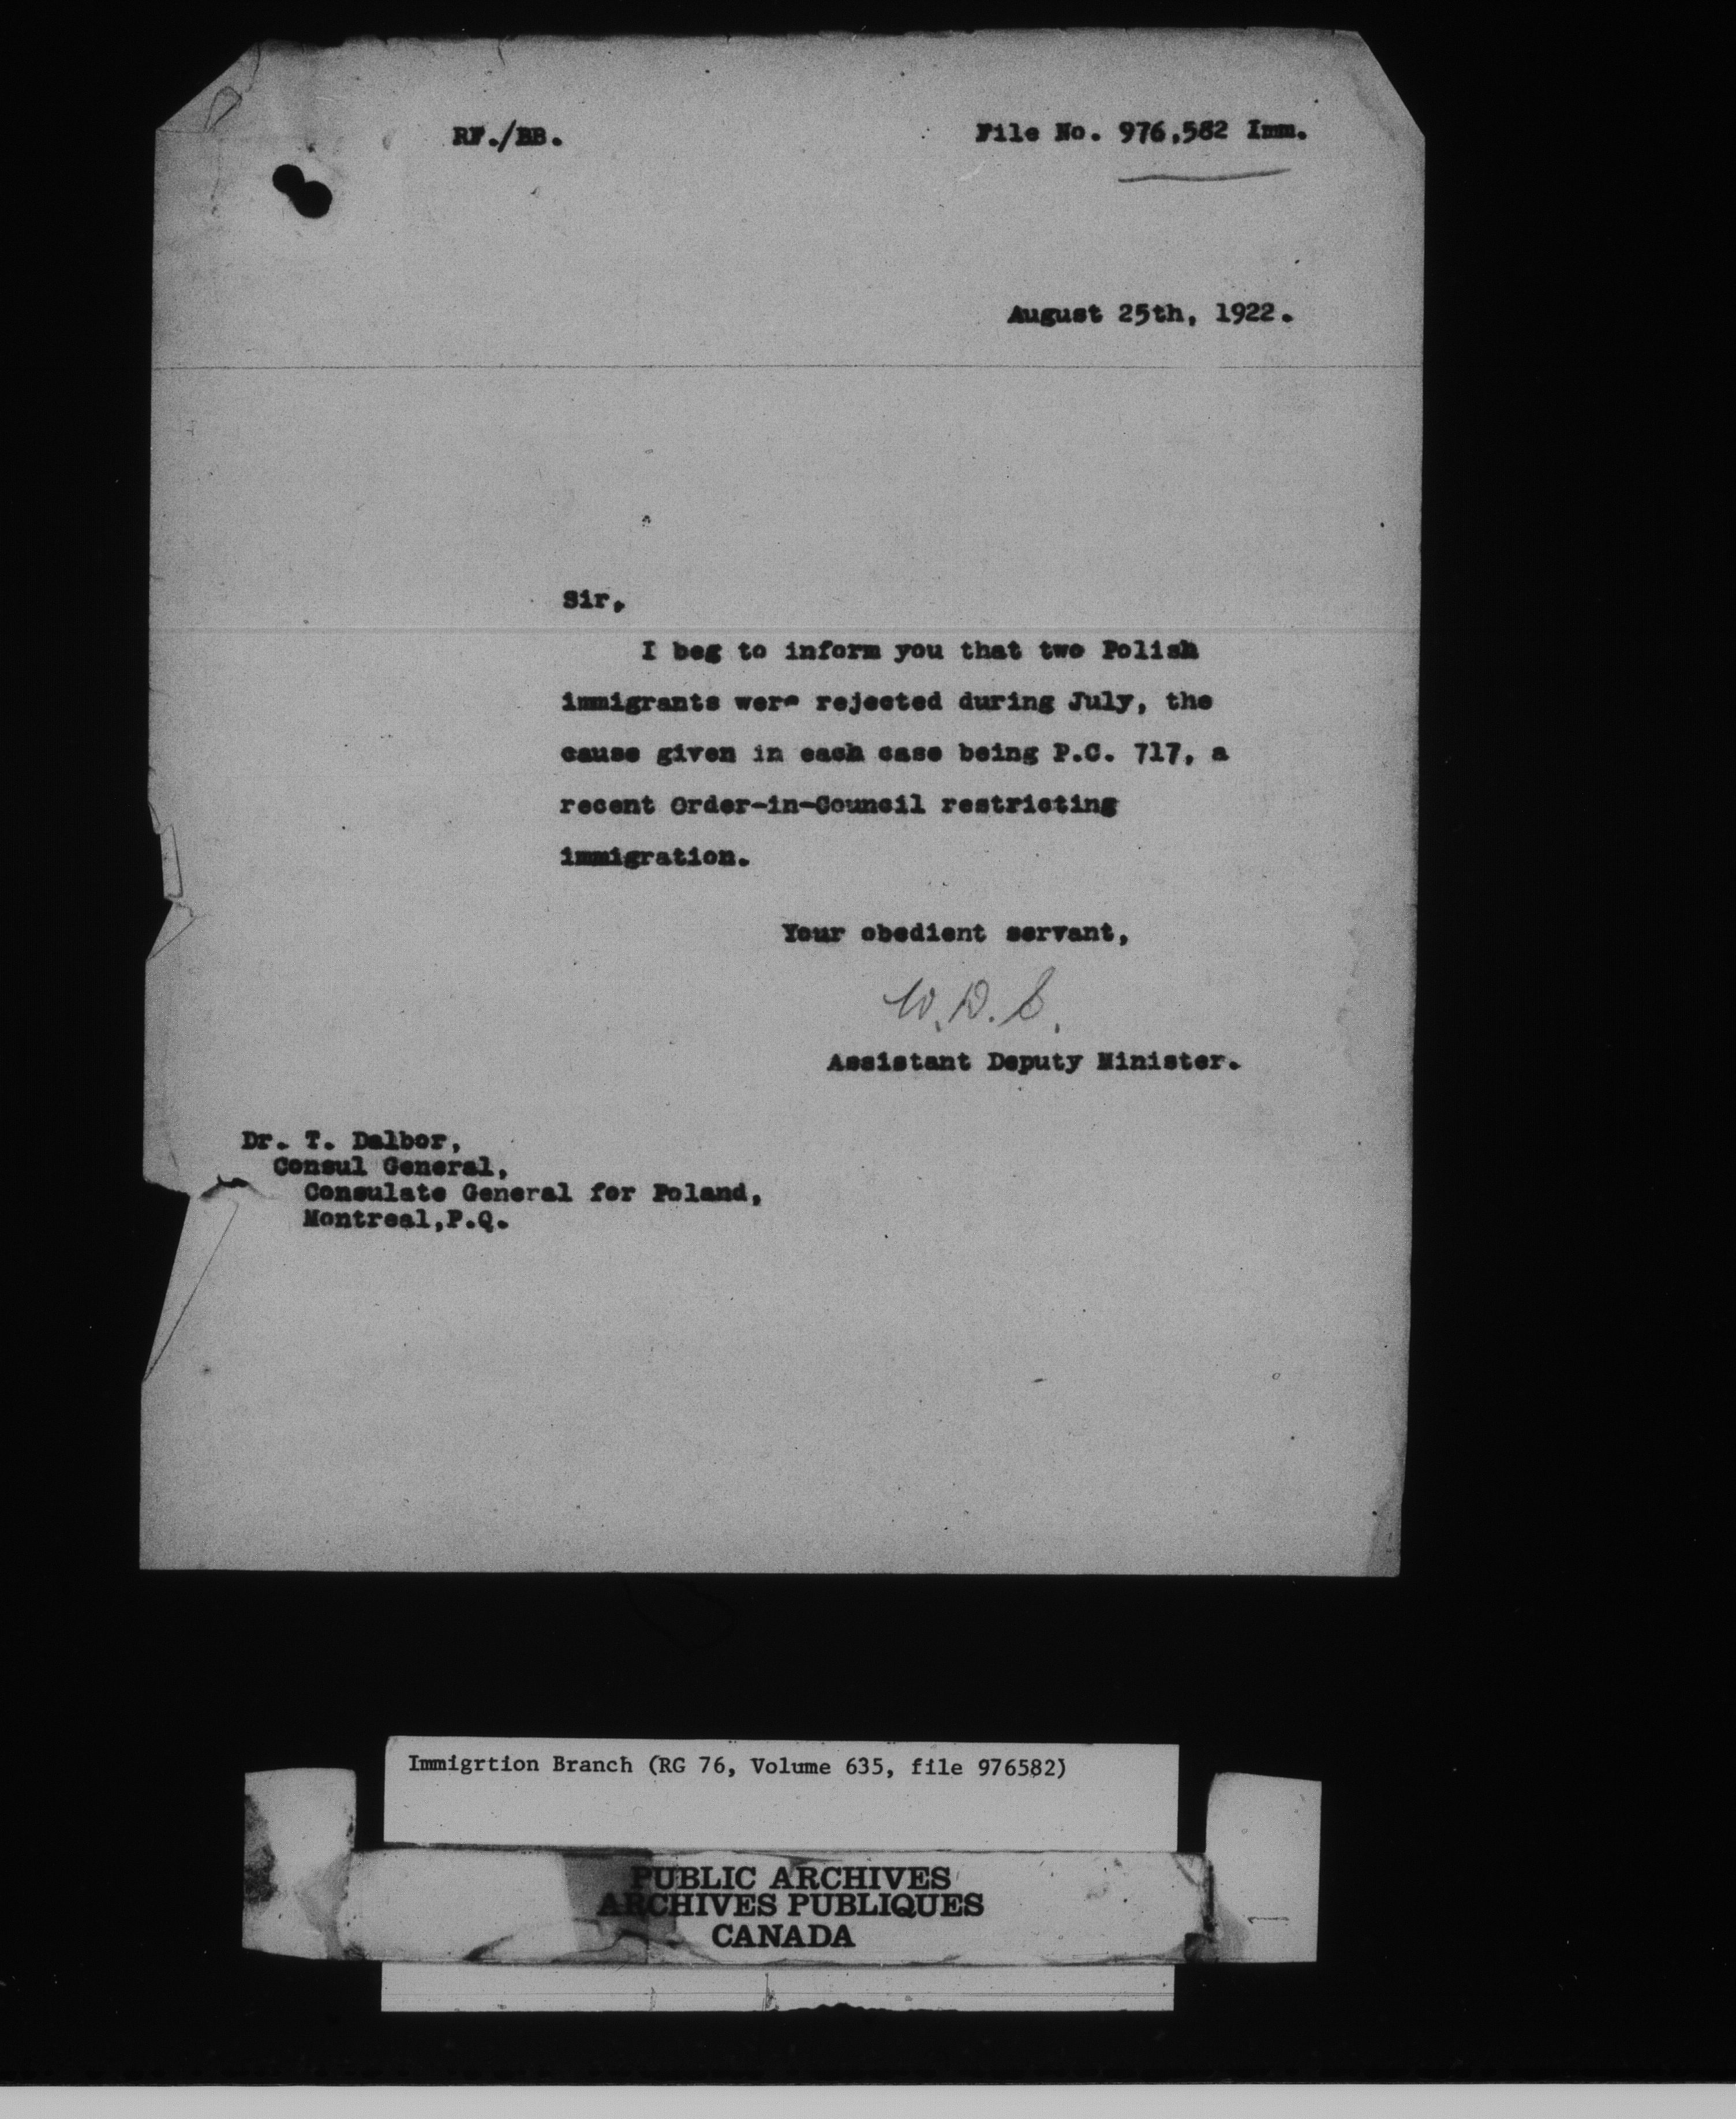 RF./BB.
File No. 976,582 Imm.
August 25th, 1922.
Sir,
I beg to inform you that two Polish
immigrants were rejected during July, the
cause given in each case being P.C. 717, a
recent Order-in-Council restricting
immigration.
Your obedient servant,
Assistant Deputy Minister.
Dr. T. Dalbor,
Consul General,
Consulate General for Poland,
Montreal,P.Q.
Immigrtion Branch (RG 76, Volume 635, file 976582)
PUBLIC ARCHIVES
ARCHIVES PUBLIQUES
CANADA